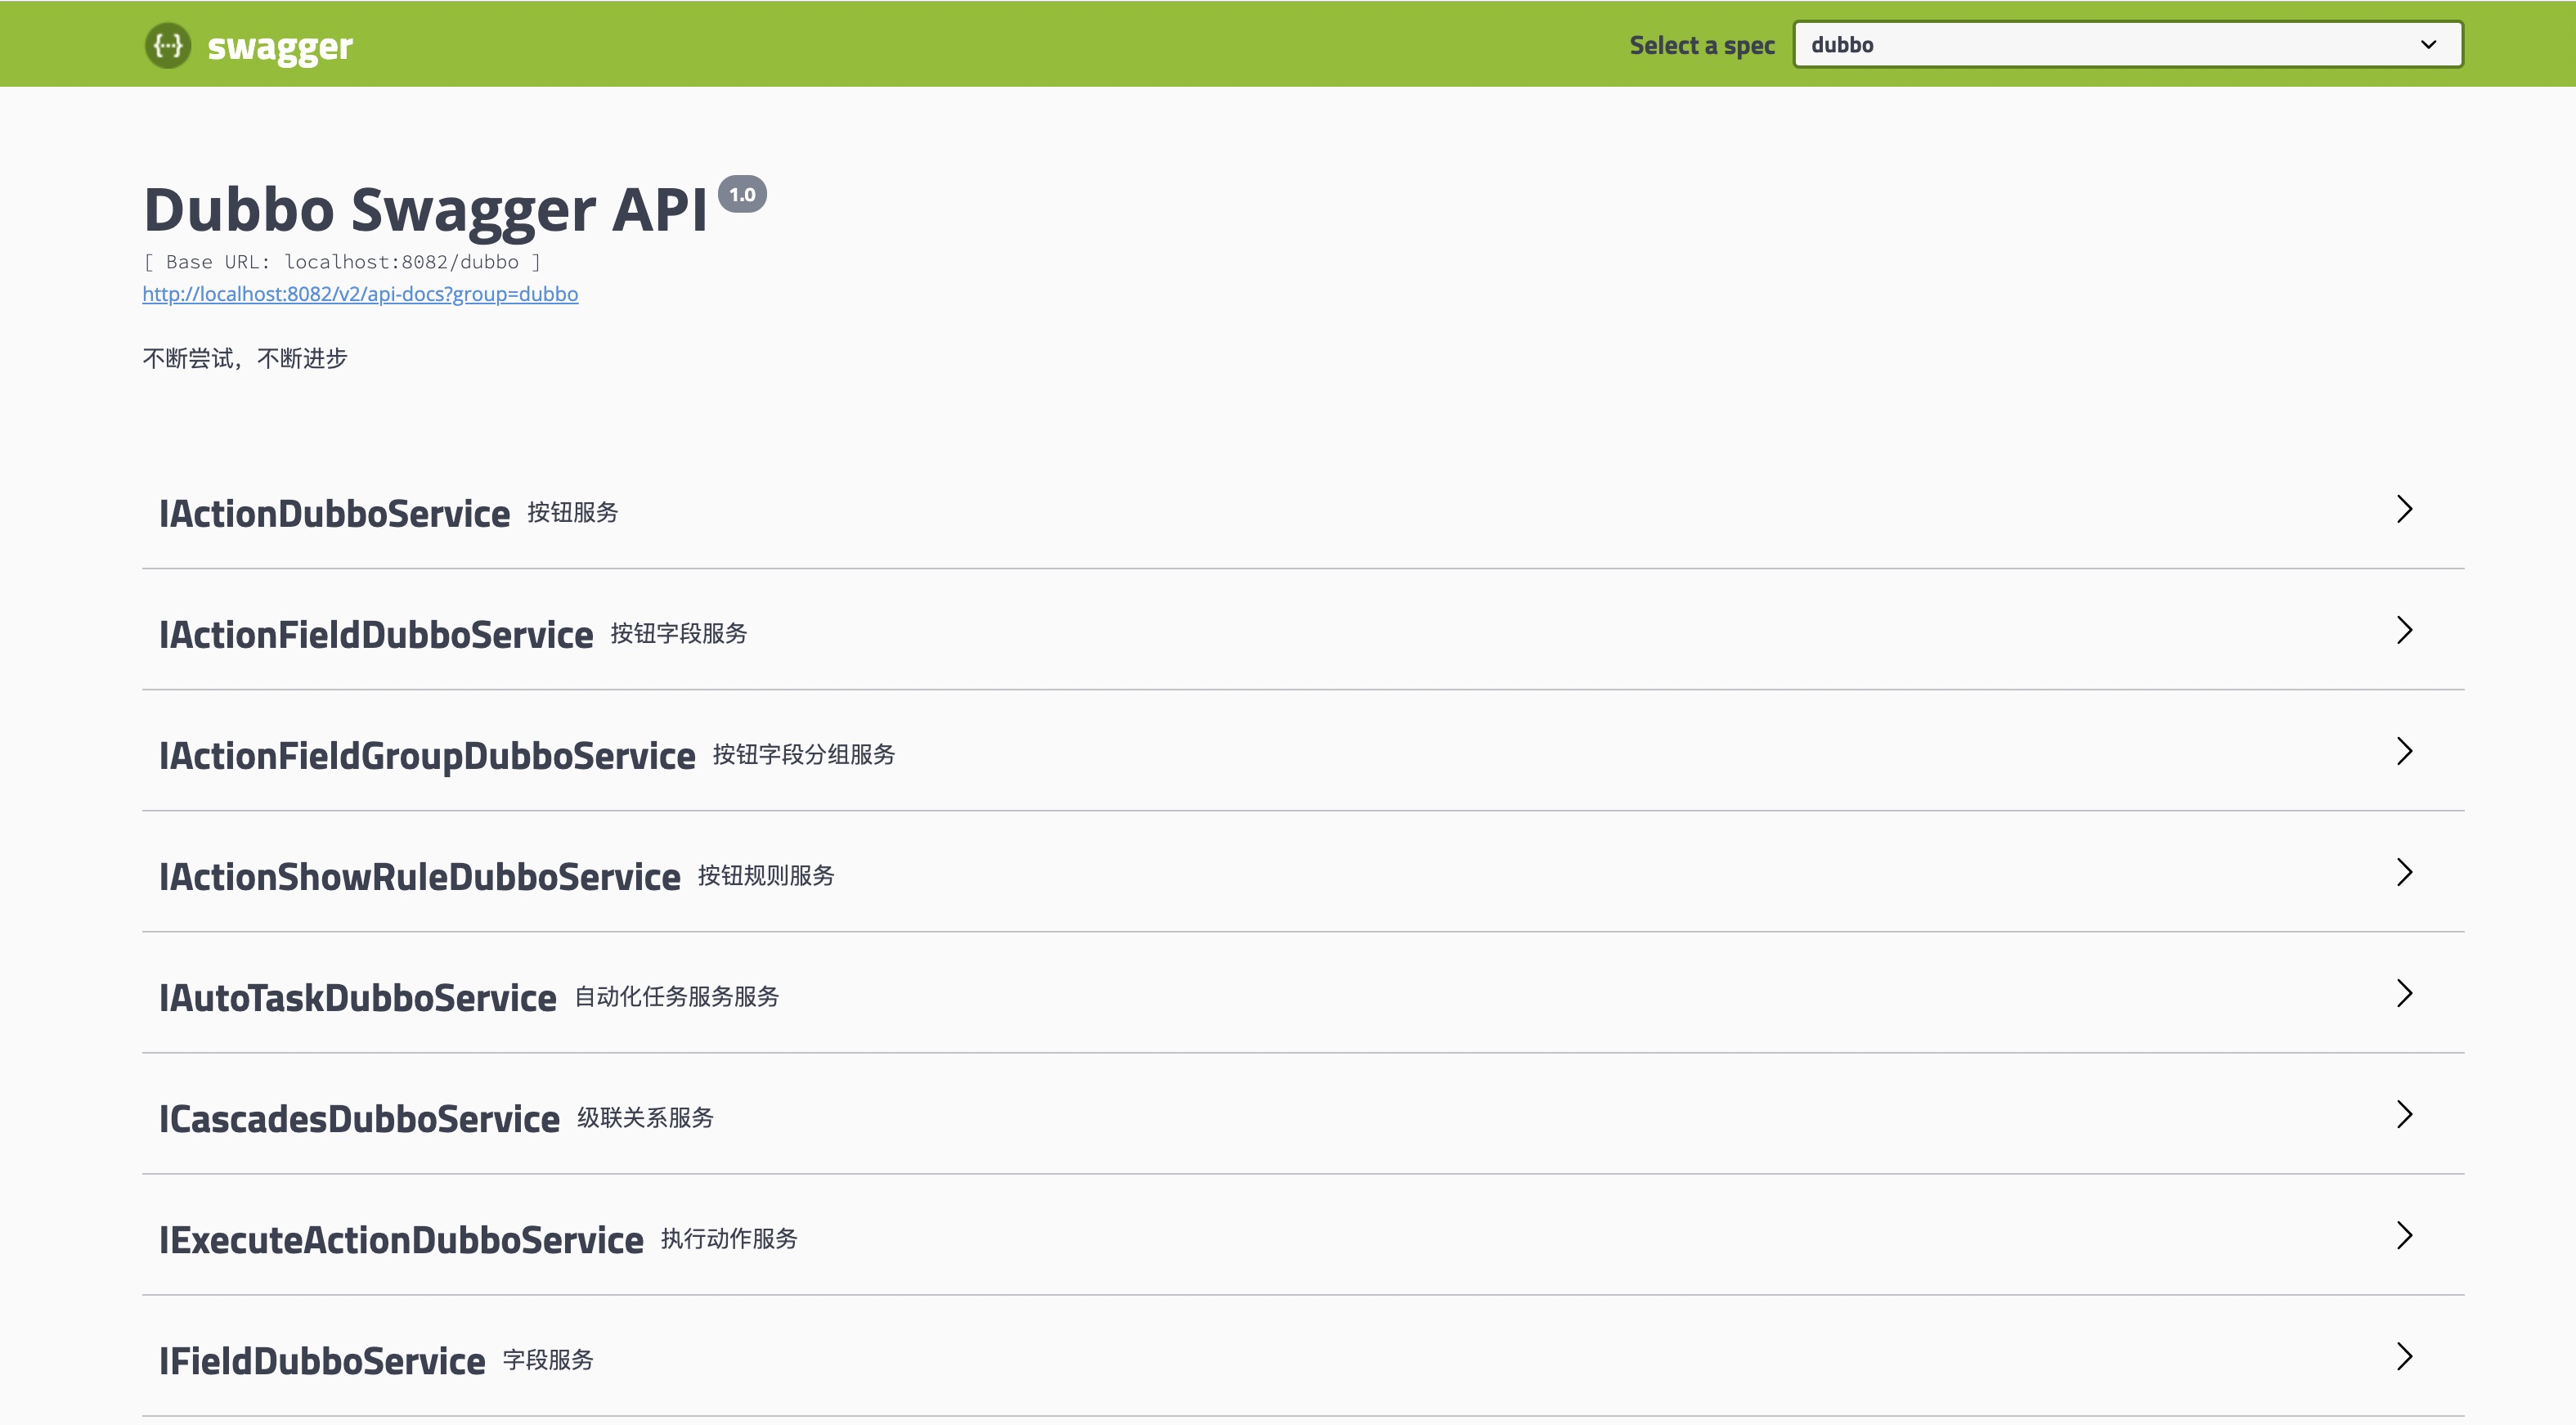 swagger
Select a spec dubbo
Dubbo Swagger API 1.0
[ Base URL: localhost:8082/dubbo ]
http://localhost:8082/v2/api-docs?group=dubbo
不断尝试，不断进步
IActionDubboService 按钮服务
IActionFieldDubboService 按钮字段服务
IActionFieldGroupDubboService 按钮字段分组服务
IActionShowRuleDubboService 按钮规则服务
IAutoTaskDubboService 自动化任务服务服务
ICascadesDubboService 级联关系服务
IExecuteActionDubboService 执行动作服务
IFieldDubboService 字段服务